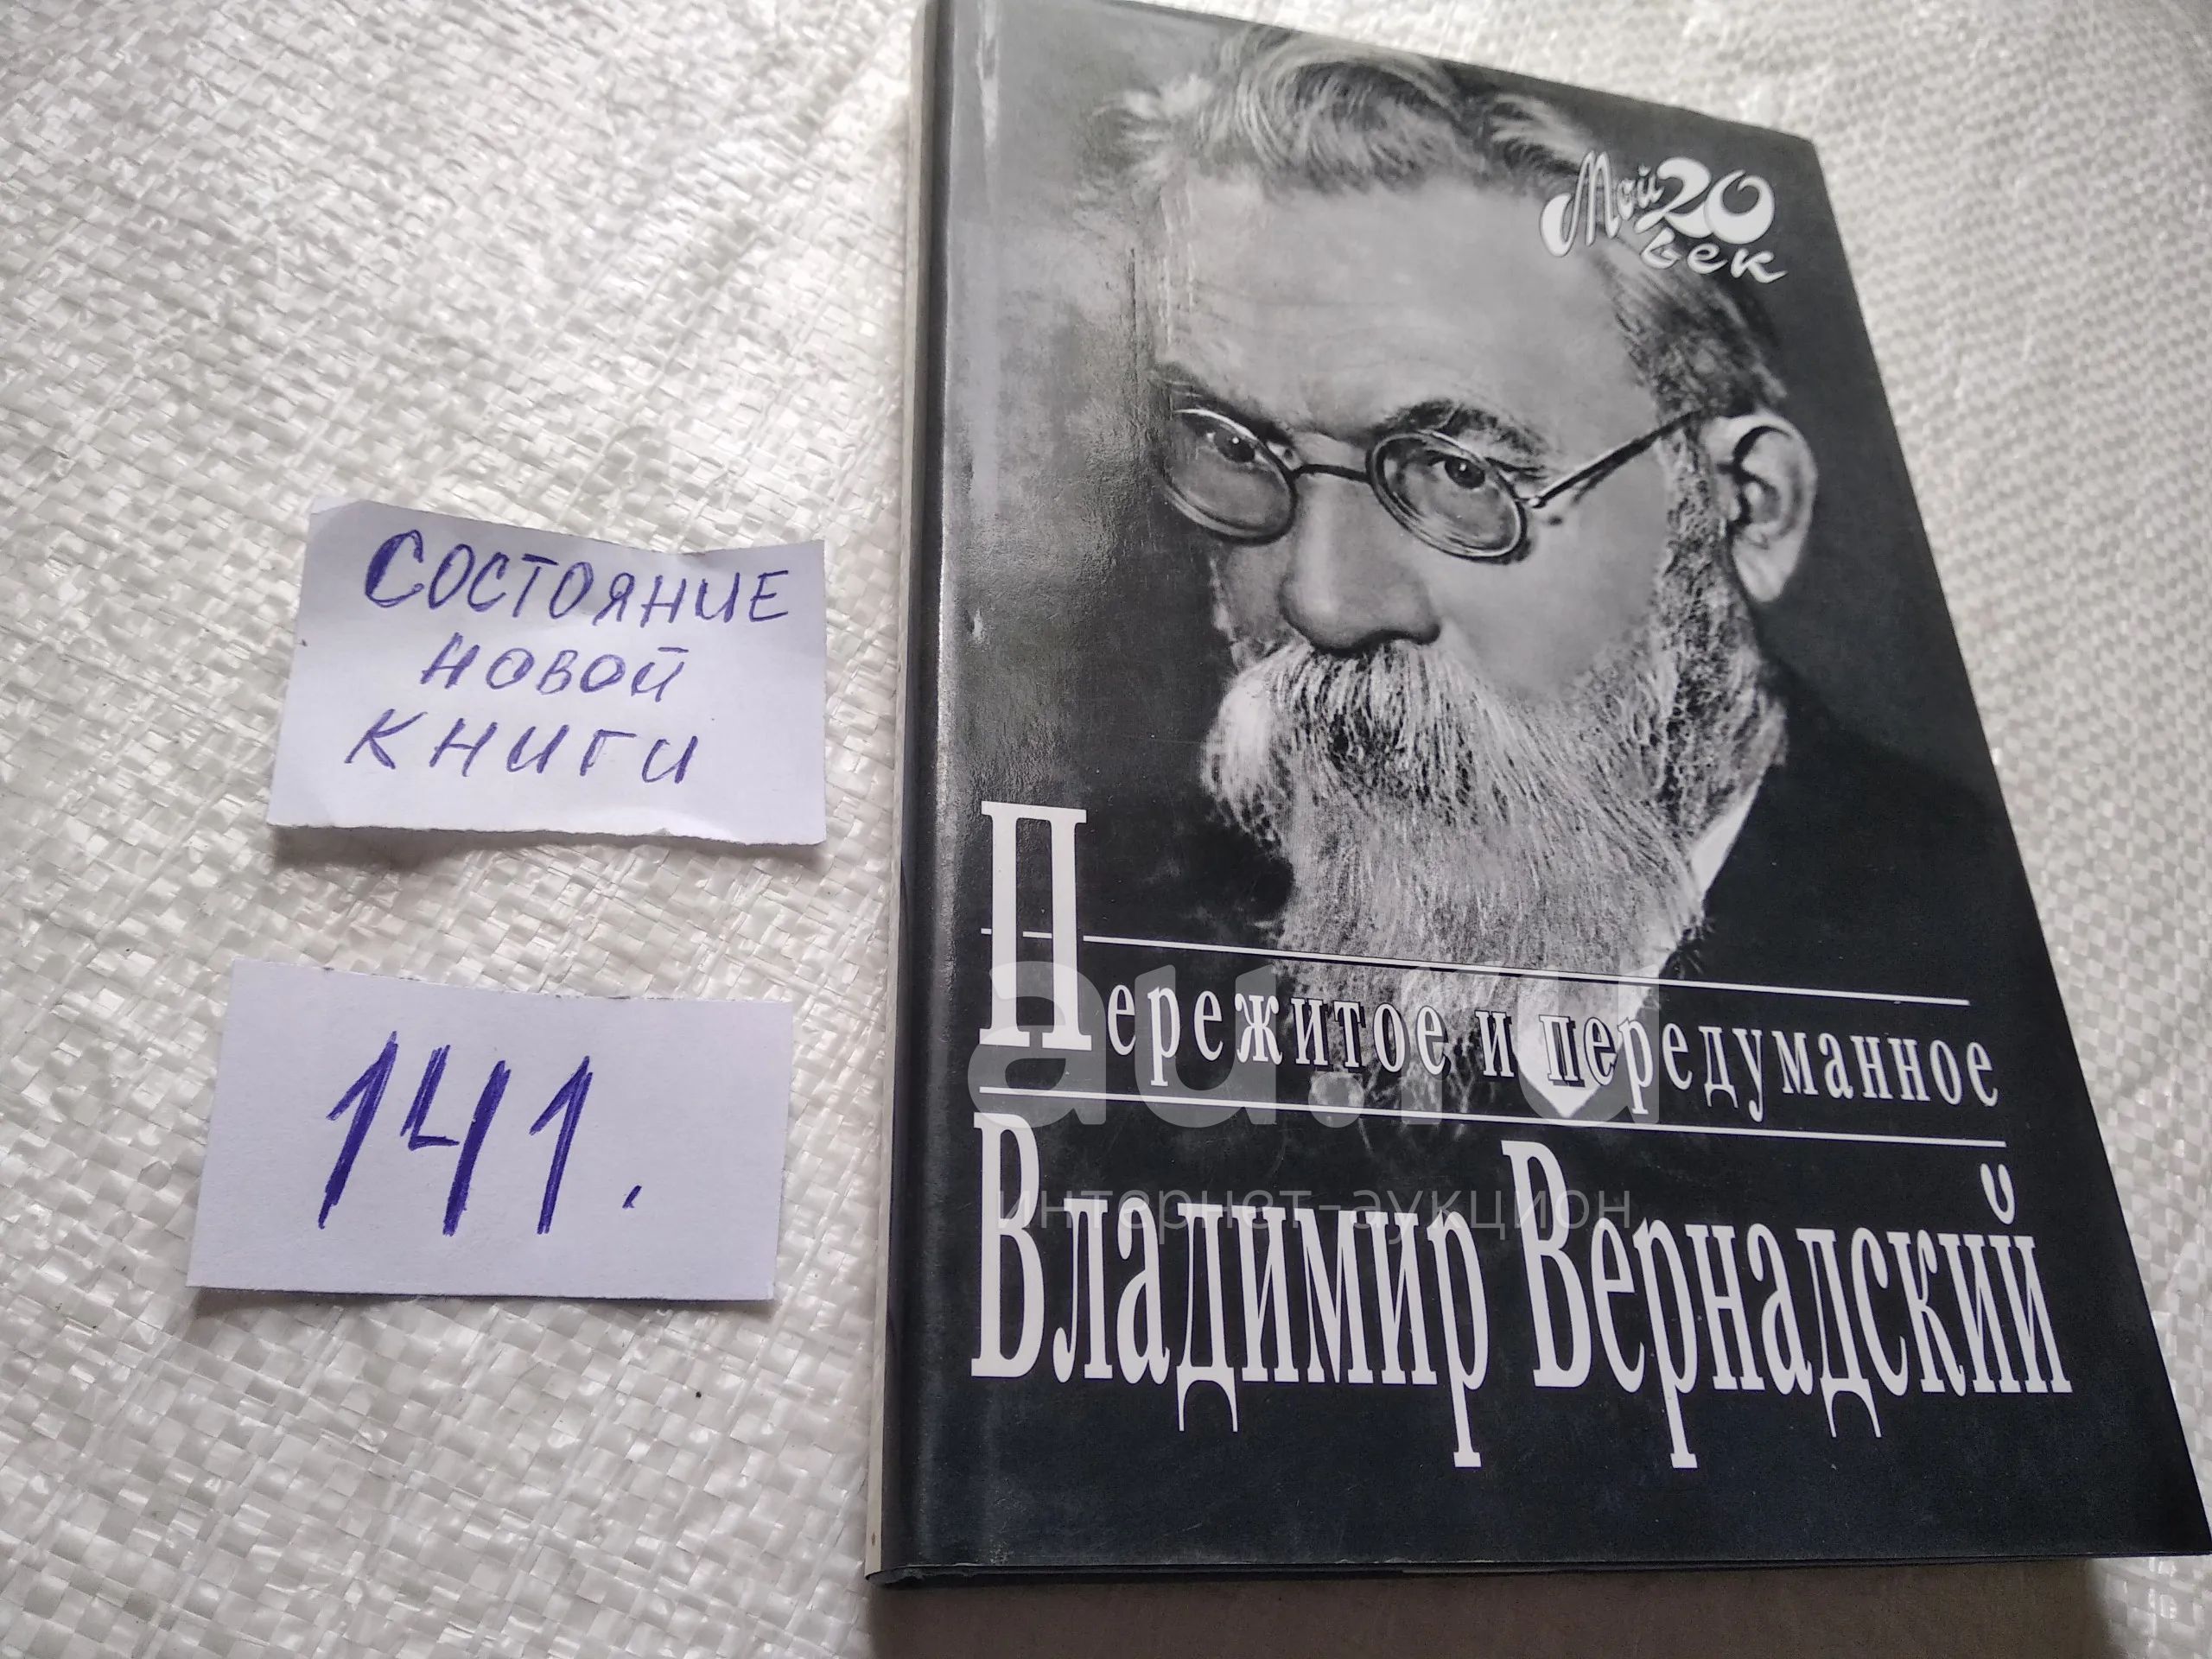 Мой 20
век
СОСТОЯНИЕ
НОВОЙ
КНИГИ
141.
Пережитое и передуманное
Владимир Вернадский
au.ru
интернет-аукцион